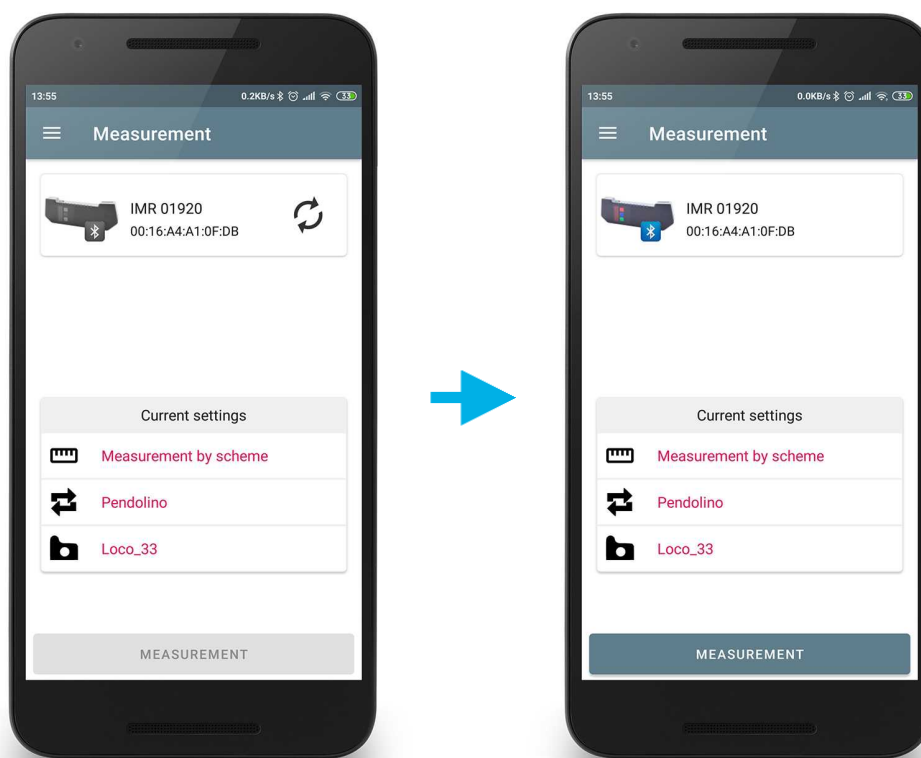 13:55 0.2KB/s 33
Measurement
IMR 01920
00:16:A4:A1:0F:DB
Current settings
Measurement by scheme
Pendolino
Loco_33
MEASUREMENT
13:55 0.0KB/s 33
Measurement
IMR 01920
00:16:A4:A1:0F:DB
Current settings
Measurement by scheme
Pendolino
Loco_33
MEASUREMENT